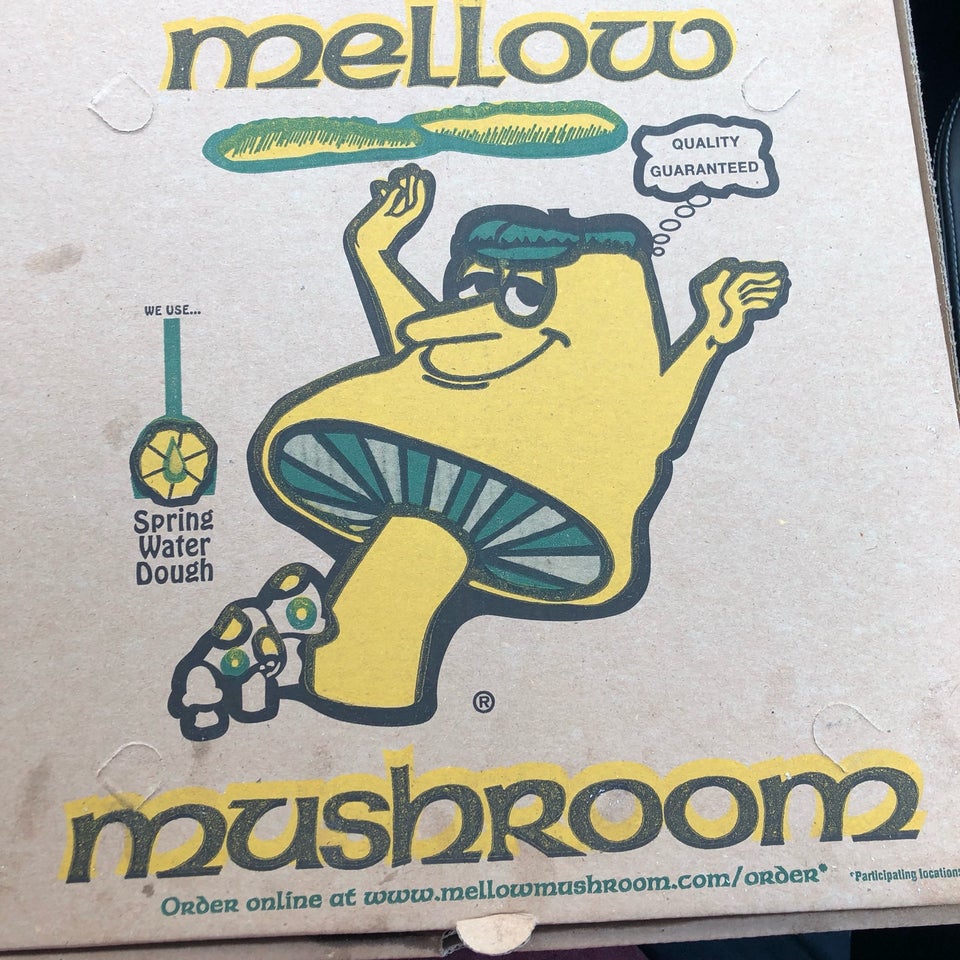 mellow
QUALITY
GUARANTEED
WE USE...
Spring
Water
Dough
®
mushroom
Order online at www.mellowmushroom.com/order*
*Participating locations